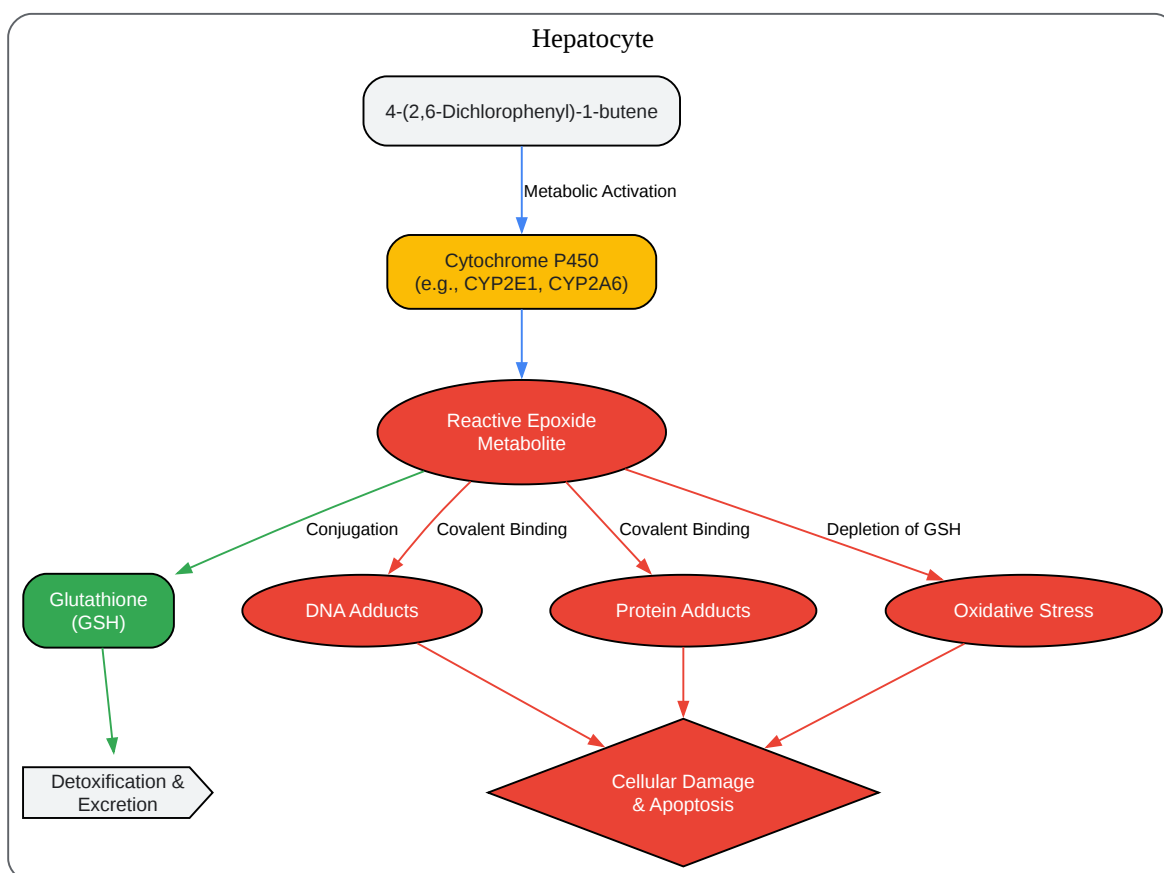 Hepatocyte
4-(2,6-Dichlorophenyl)-1-butene
Metabolic Activation
Cytochrome P450
(e.g., CYP2E1, CYP2A6)
Reactive Epoxide
Metabolite
Conjugation
Covalent Binding
Covalent Binding
Depletion of GSH
Glutathione
(GSH)
DNA Adducts
Protein Adducts
Oxidative Stress
Detoxification &
Excretion
Cellular Damage
& Apoptosis